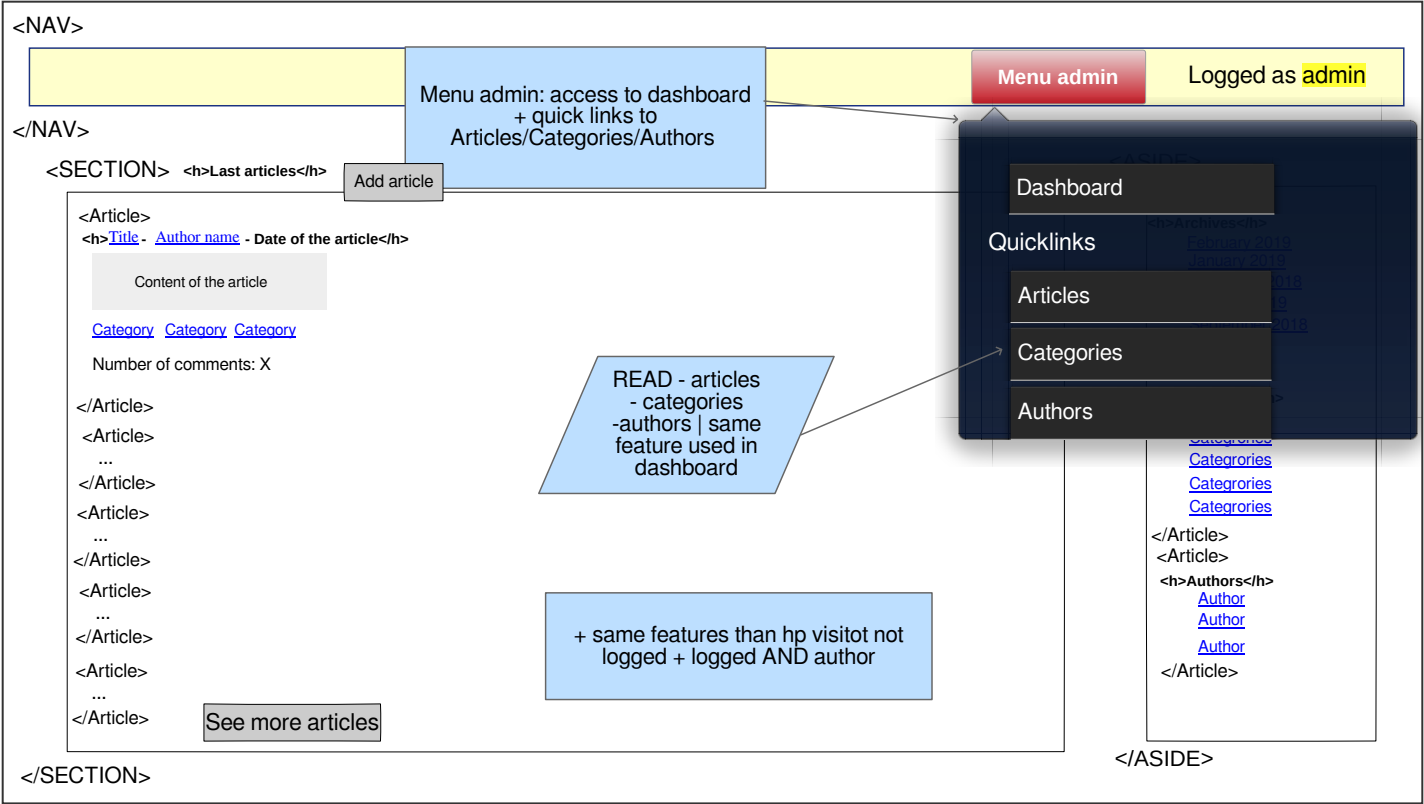 <NAV>
Menu admin: access to dashboard
+ quick links to
Articles/Categories/Authors
Menu admin
Logged as admin
</NAV>
<SECTION> <h>Last articles</h>
Add article
<Article>
<h>Title - Author name - Date of the article</h>
Content of the article
Category Category Category
Number of comments: X
</Article>
<Article>
...
</Article>
<Article>
...
</Article>
<Article>
...
</Article>
<Article>
...
</Article>
See more articles
</SECTION>
READ - articles
- categories
-authors | same
feature used in
dashboard
+ same features than hp visitot not
logged + logged AND author
<ASIDE>
Dashboard
<h>Archives</h>
Quicklinks
February 2019
January 2019
Articles
2018
Categories
2018
Authors
Categrories
Categrories
Categrories
Categrories
</Article>
<Article>
<h>Authors</h>
Author
Author
Author
</Article>
</ASIDE>